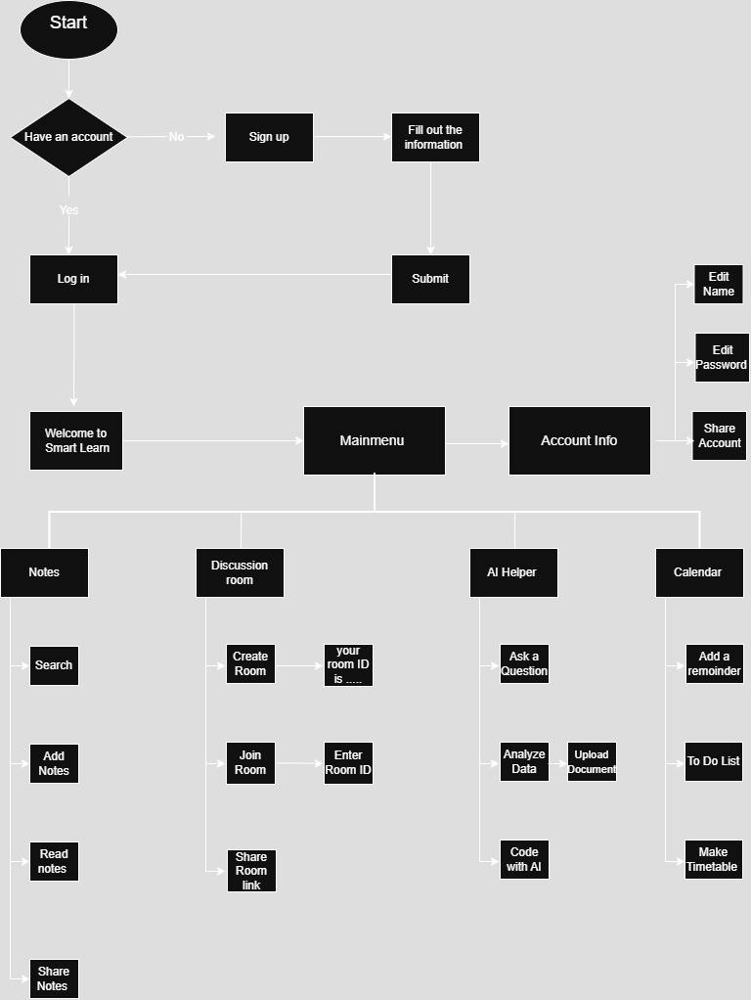 Start
Have an account
No
Sign up
Fill out the
information
Yes
Log in
Submit
Edit
Name
Edit
Password
Share
Account
Welcome to
Smart Learn
Mainmenu
Account Info
Notes
Discussion
room
AI Helper
Calendar
Search
Create
Room
your
room ID
is .....
Ask a
Question
Add a
remoinder
Add
Notes
Join
Room
Enter
Room ID
Analyze
Data
Upload
Document
To Do List
Read
notes
Share
Room
link
Code
with AI
Make
Timetable
Share
Notes